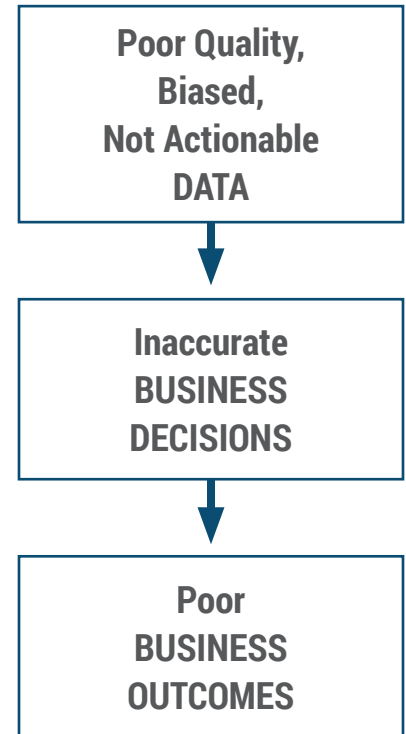 Poor Quality,
Biased,
Not Actionable
DATA
Inaccurate
BUSINESS
DECISIONS
Poor
BUSINESS
OUTCOMES